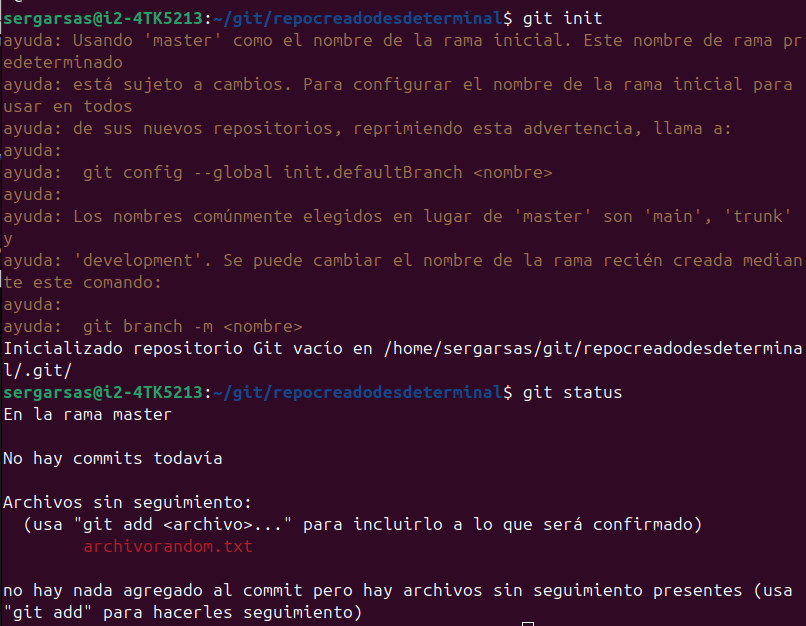 sergarsas@i2-4TK5213:~/git/repocreadodesdeterminal$ git init
ayuda: Usando 'master' como el nombre de la rama inicial. Este nombre de rama pr
edeterminado
ayuda: está sujeto a cambios. Para configurar el nombre de la rama inicial para
usar en todos
ayuda: de sus nuevos repositorios, reprimiendo esta advertencia, llama a:
ayuda:
ayuda:  git config --global init.defaultBranch <nombre>
ayuda:
ayuda: Los nombres comúnmente elegidos en lugar de 'master' son 'main', 'trunk'
y
ayuda: 'development'. Se puede cambiar el nombre de la rama recién creada median
te este comando:
ayuda:
ayuda:  git branch -m <nombre>
Inicializado repositorio Git vacío en /home/sergarsas/git/repocreadodesdetermina
l/.git/
sergarsas@i2-4TK5213:~/git/repocreadodesdeterminal$ git status
En la rama master

No hay commits todavía

Archivos sin seguimiento:
  (usa "git add <archivo>..." para incluirlo a lo que será confirmado)
        archivorandom.txt

no hay nada agregado al commit pero hay archivos sin seguimiento presentes (usa
"git add" para hacerles seguimiento)